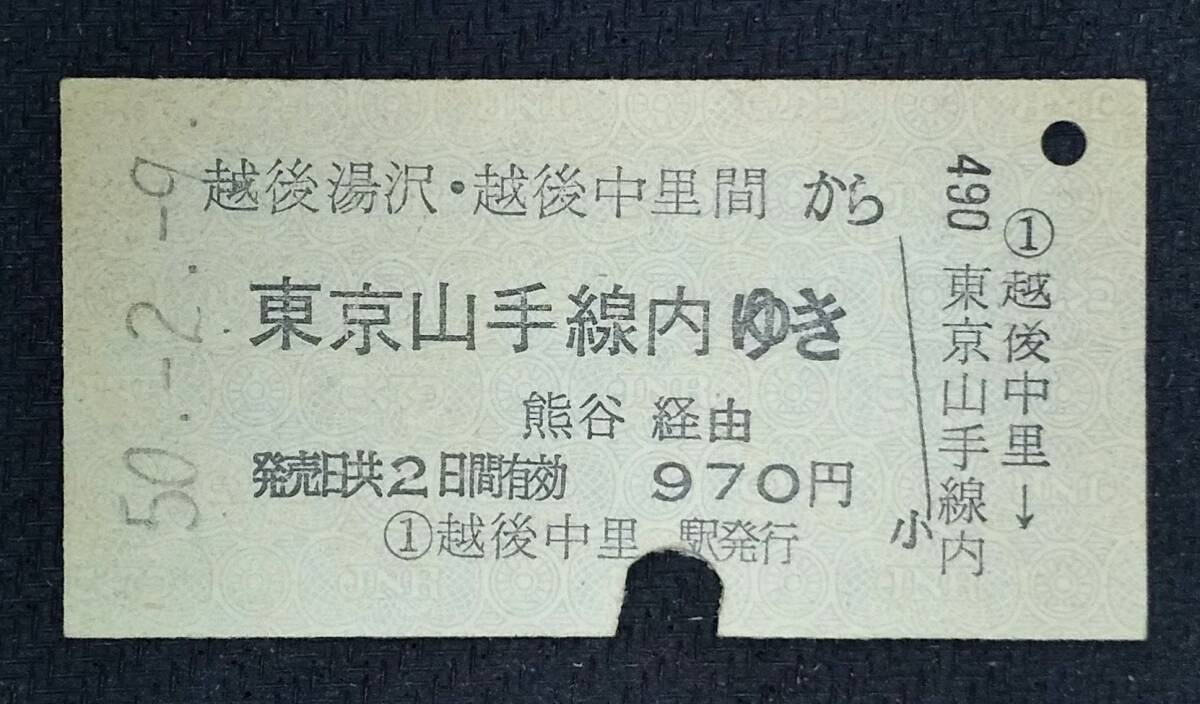 50.-2.-9.
越後湯沢・越後中里間 から
東京山手線内 ゆき
熊谷 経由
発売日共2日間有効 970円
①越後中里 駅発行
490
①越後中里→
東京山手線内
小